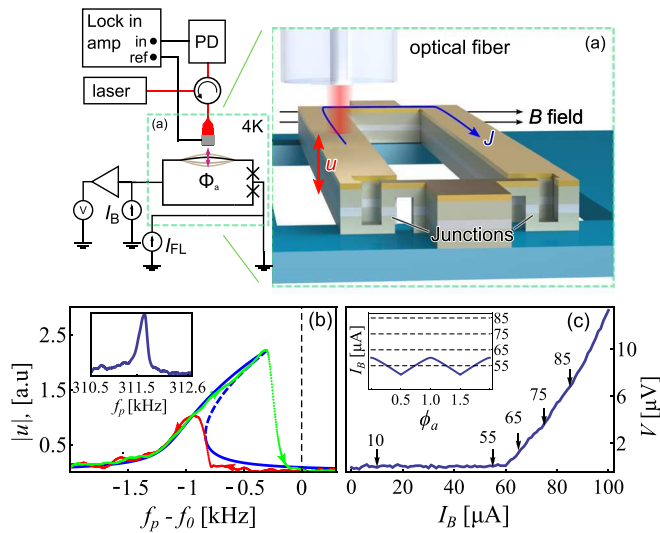 Lock in
amp
in
ref
PD
laser
(a)
4K
Φa
V
IB
IFL
(a)
optical fiber
B field
J
u
Junctions
(b)
2.5
1.5
0.5
|u|, [a.u]
310.5 311.5 312.6
fp [kHz]
-1.5 -1 -0.5 0
fp - f0 [kHz]
(c)
IB [μA]
85
75
65
55
0.5 1.0 1.5
ϕa
10
55
65
75
85
10
6
2
V [μV]
0 20 40 60 80 100
IB [μA]